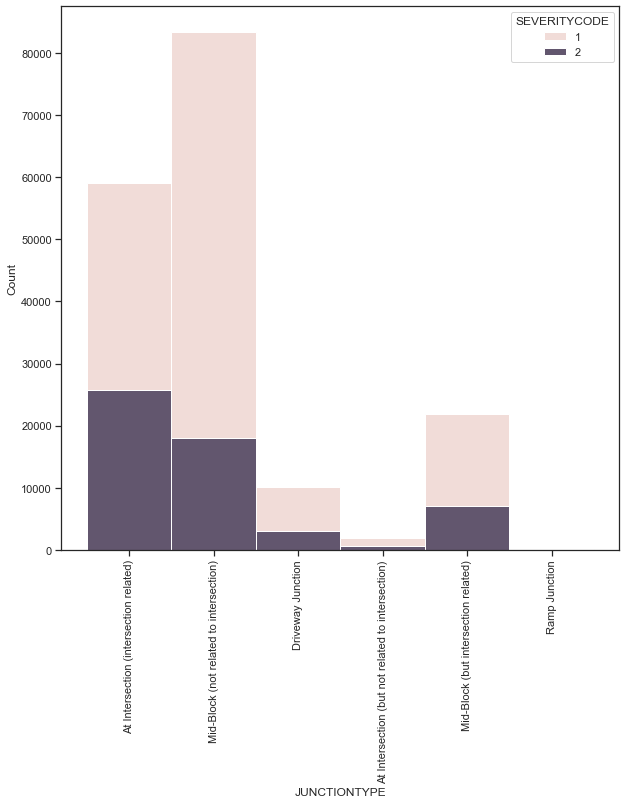 SEVERITYCODE
1
2
Count
80000
70000
60000
50000
40000
30000
20000
10000
0
At Intersection (intersection related)
Mid-Block (not related to intersection)
Driveway Junction
At Intersection (but not related to intersection)
Mid-Block (but intersection related)
Ramp Junction
JUNCTIONTYPE